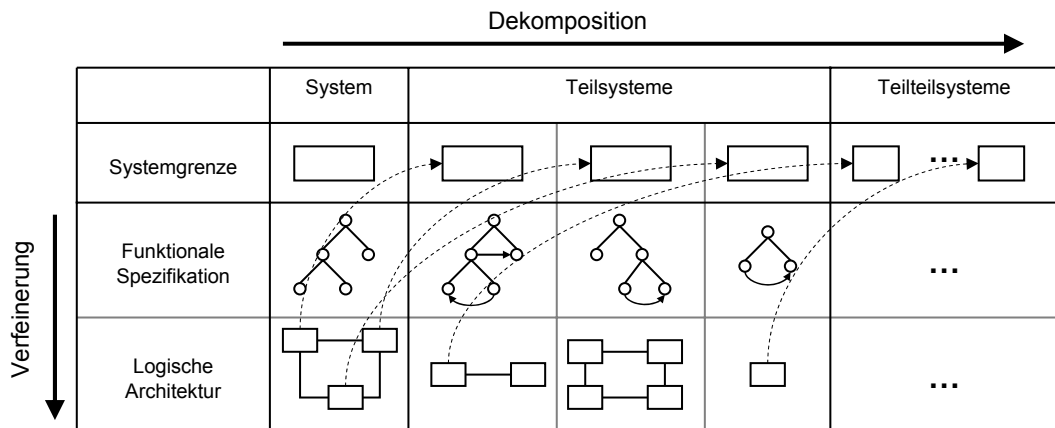 Dekomposition
System
Teilsysteme
Teilteilsysteme
Systemgrenze
...
Verfeinerung
Funktionale
Spezifikation
...
Logische
Architektur
...